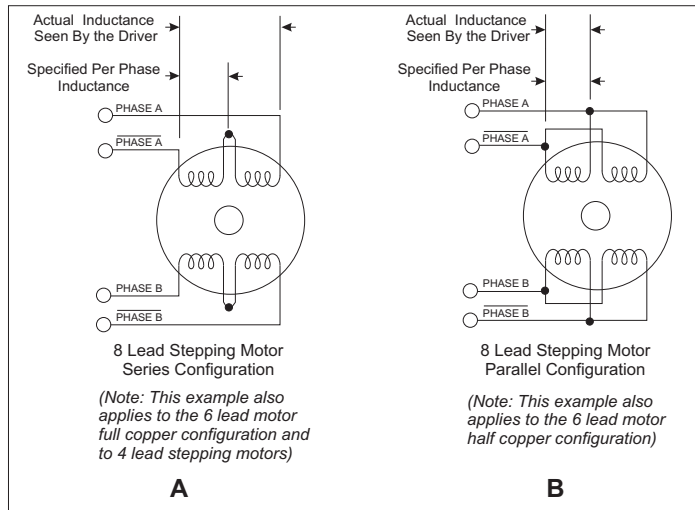 Actual Inductance
Seen By the Driver
Specified Per Phase
Inductance
PHASE A
PHASE A
PHASE B
PHASE B
8 Lead Stepping Motor
Series Configuration
(Note: This example also
applies to the 6 lead motor
full copper configuration and
to 4 lead stepping motors)
A
Actual Inductance
Seen By the Driver
Specified Per Phase
Inductance
PHASE A
PHASE A
PHASE B
PHASE B
8 Lead Stepping Motor
Parallel Configuration
(Note: This example also
applies to the 6 lead motor
half copper configuration)
B